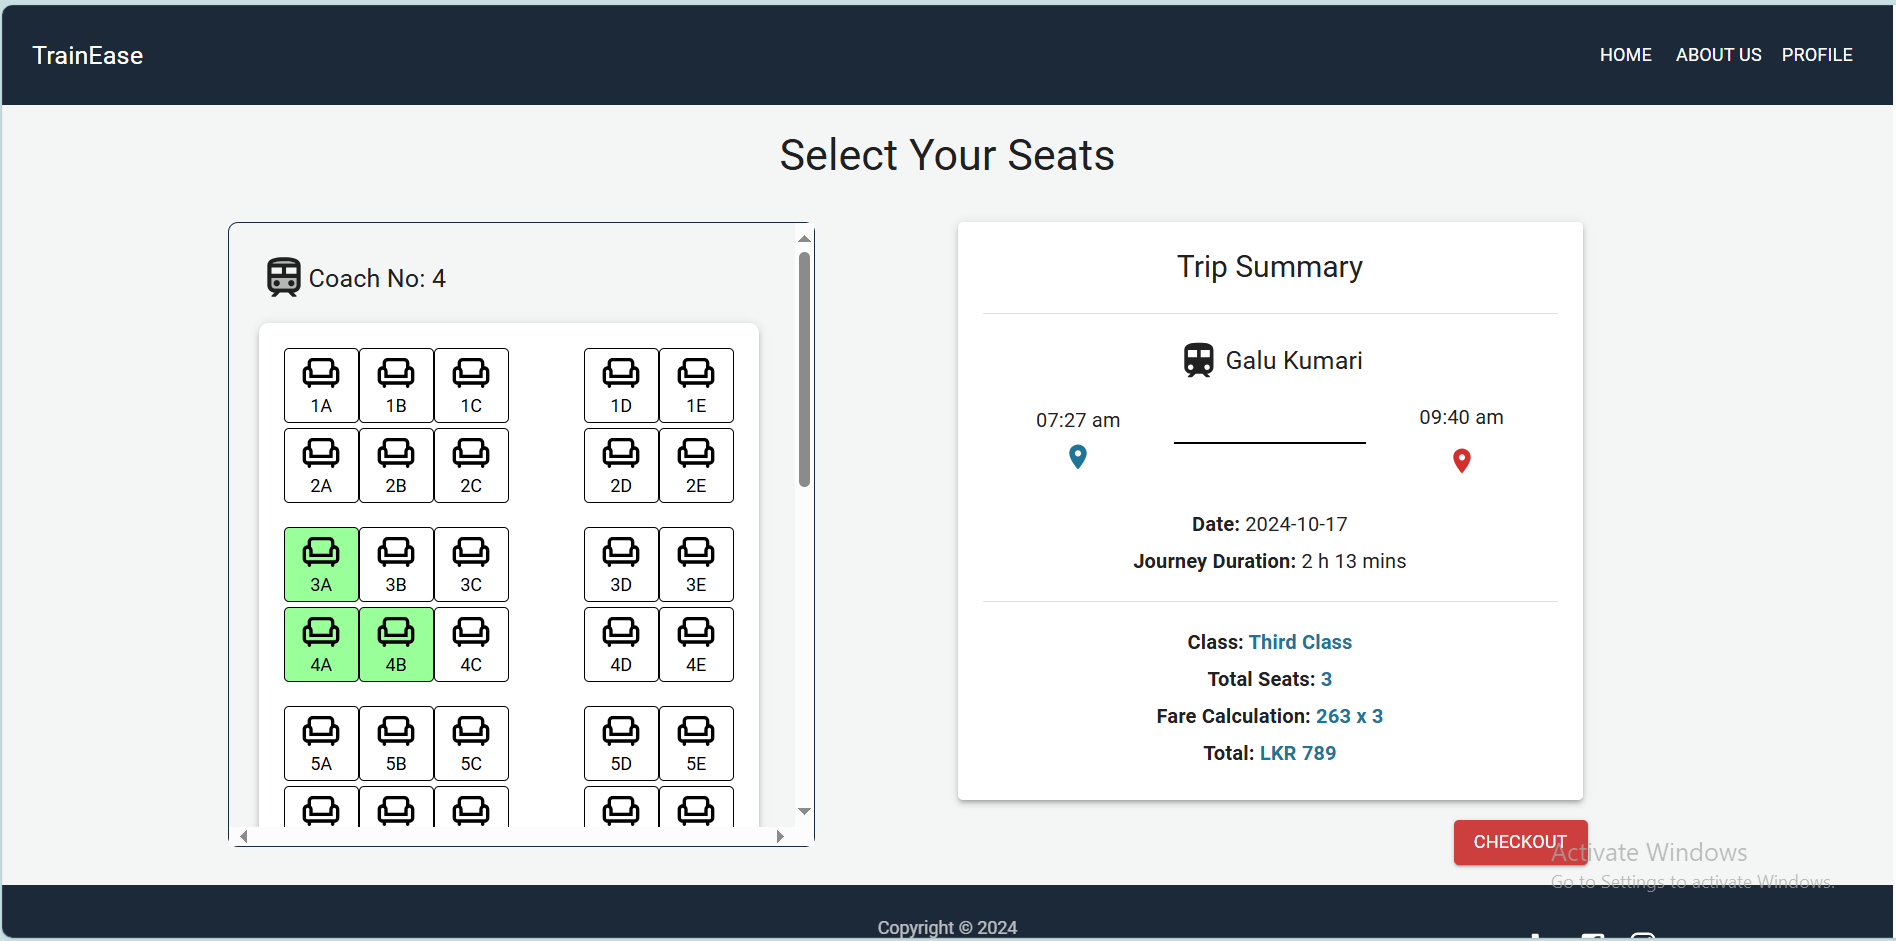 TrainEase
HOME ABOUT US PROFILE
Select Your Seats
Coach No: 4
1A 1B 1C 1D 1E
2A 2B 2C 2D 2E
3A 3B 3C 3D 3E
4A 4B 4C 4D 4E
5A 5B 5C 5D 5E
Trip Summary
Galu Kumari
07:27 am
09:40 am
Date: 2024-10-17
Journey Duration: 2 h 13 mins
Class: Third Class
Total Seats: 3
Fare Calculation: 263 x 3
Total: LKR 789
CHECKOUT
Activate Windows
Go to Settings to activate Windows.
Copyright © 2024